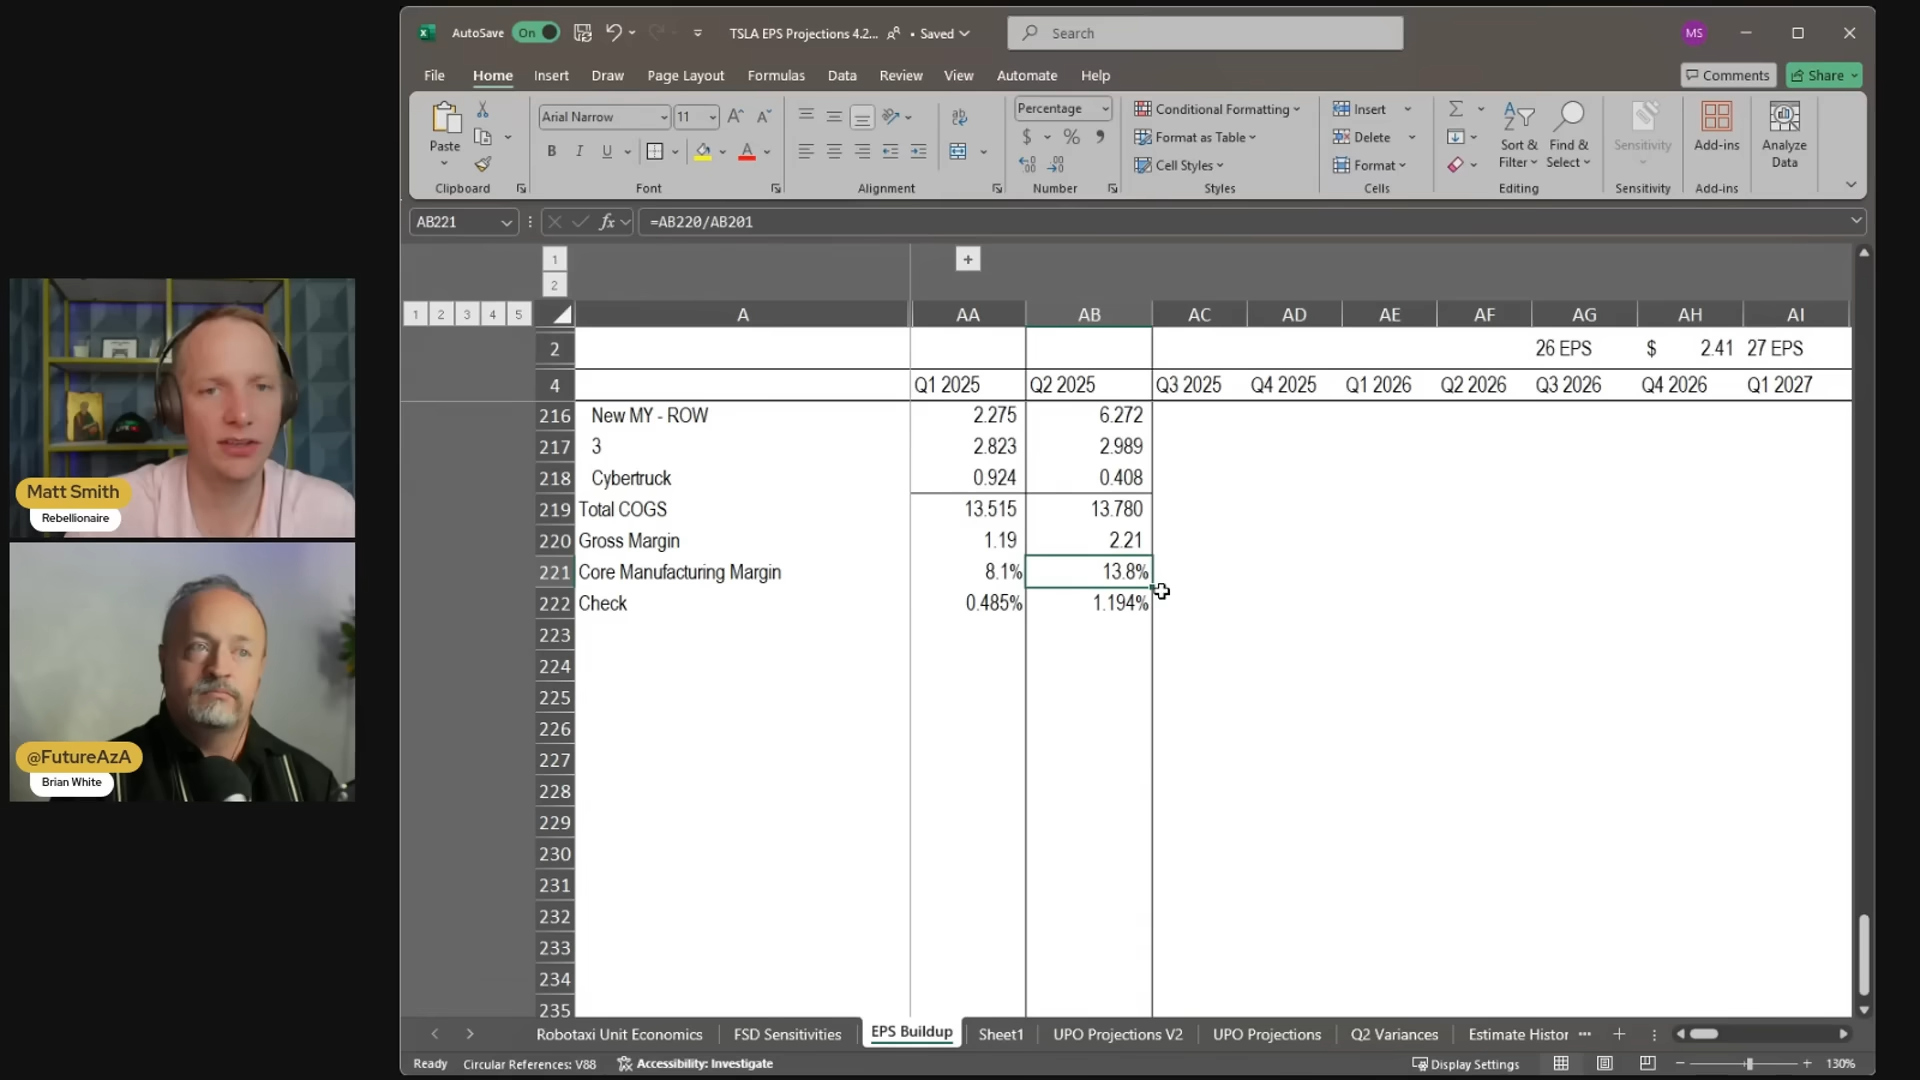 AutoSave On
TSLA EPS Projections 4.2... • Saved
Search
MS
File Home Insert Draw Page Layout Formulas Data Review View Automate Help
Comments Share
Paste
Clipboard
Arial Narrow 11
B I U A
Font
Alignment
Percentage
$ % 9
Number
Conditional Formatting
Format as Table
Cell Styles
Styles
Insert
Delete
Format
Cells
Sort & Filter
Find & Select
Editing
Sensitivity
Sensitivity
Add-ins
Add-ins
Analyze Data
AB221 fx =AB220/AB201
1
2
+
1 2 3 4 5
A AA AB AC AD AE AF AG AH AI
2 26 EPS $ 2.41 27 EPS
4 Q1 2025 Q2 2025 Q3 2025 Q4 2025 Q1 2026 Q2 2026 Q3 2026 Q4 2026 Q1 2027
216 New MY - ROW 2.275 6.272
217 3 2.823 2.989
218 Cybertruck 0.924 0.408
219 Total COGS 13.515 13.780
220 Gross Margin 1.19 2.21
221 Core Manufacturing Margin 8.1% 13.8%
222 Check 0.485% 1.194%
223
224
225
226
227
228
229
230
231
232
233
234
235
Robotaxi Unit Economics FSD Sensitivities EPS Buildup Sheet1 UPO Projections V2 UPO Projections Q2 Variances Estimate Histor ...
Ready Circular References: V88 Accessibility: Investigate Display Settings 130%
Matt Smith
Rebellionaire
@FutureAzA
Brian White